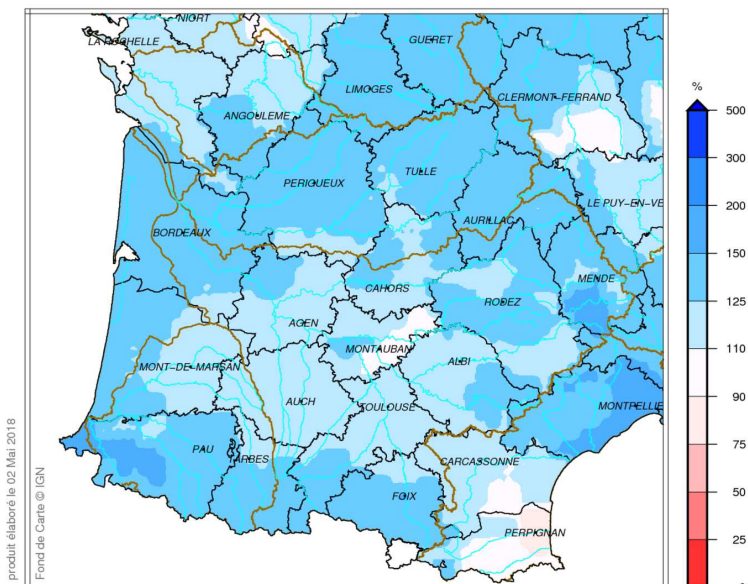 NIORT
LA ROCHELLE
GUERET
%
500
LIMOGES
CLERMONT-FERRAND
ANGOULEME
300
PERIGUEUX
TULLE
200
LE PUY-EN-VE
AURILLAC
BORDEAUX
150
MENDE
CAHORS
RODEZ
125
AGEN
MONTAUBAN
110
ALBI
MONT-DE-MARSAN
90
AUCH
TOULOUSE
MONTPELLIE
75
PAU
TARBES
CARCASSONNE
50
FOIX
PERPIGNAN
25
produit élaboré le 02 Mai 2018
Fond de Carte © IGN